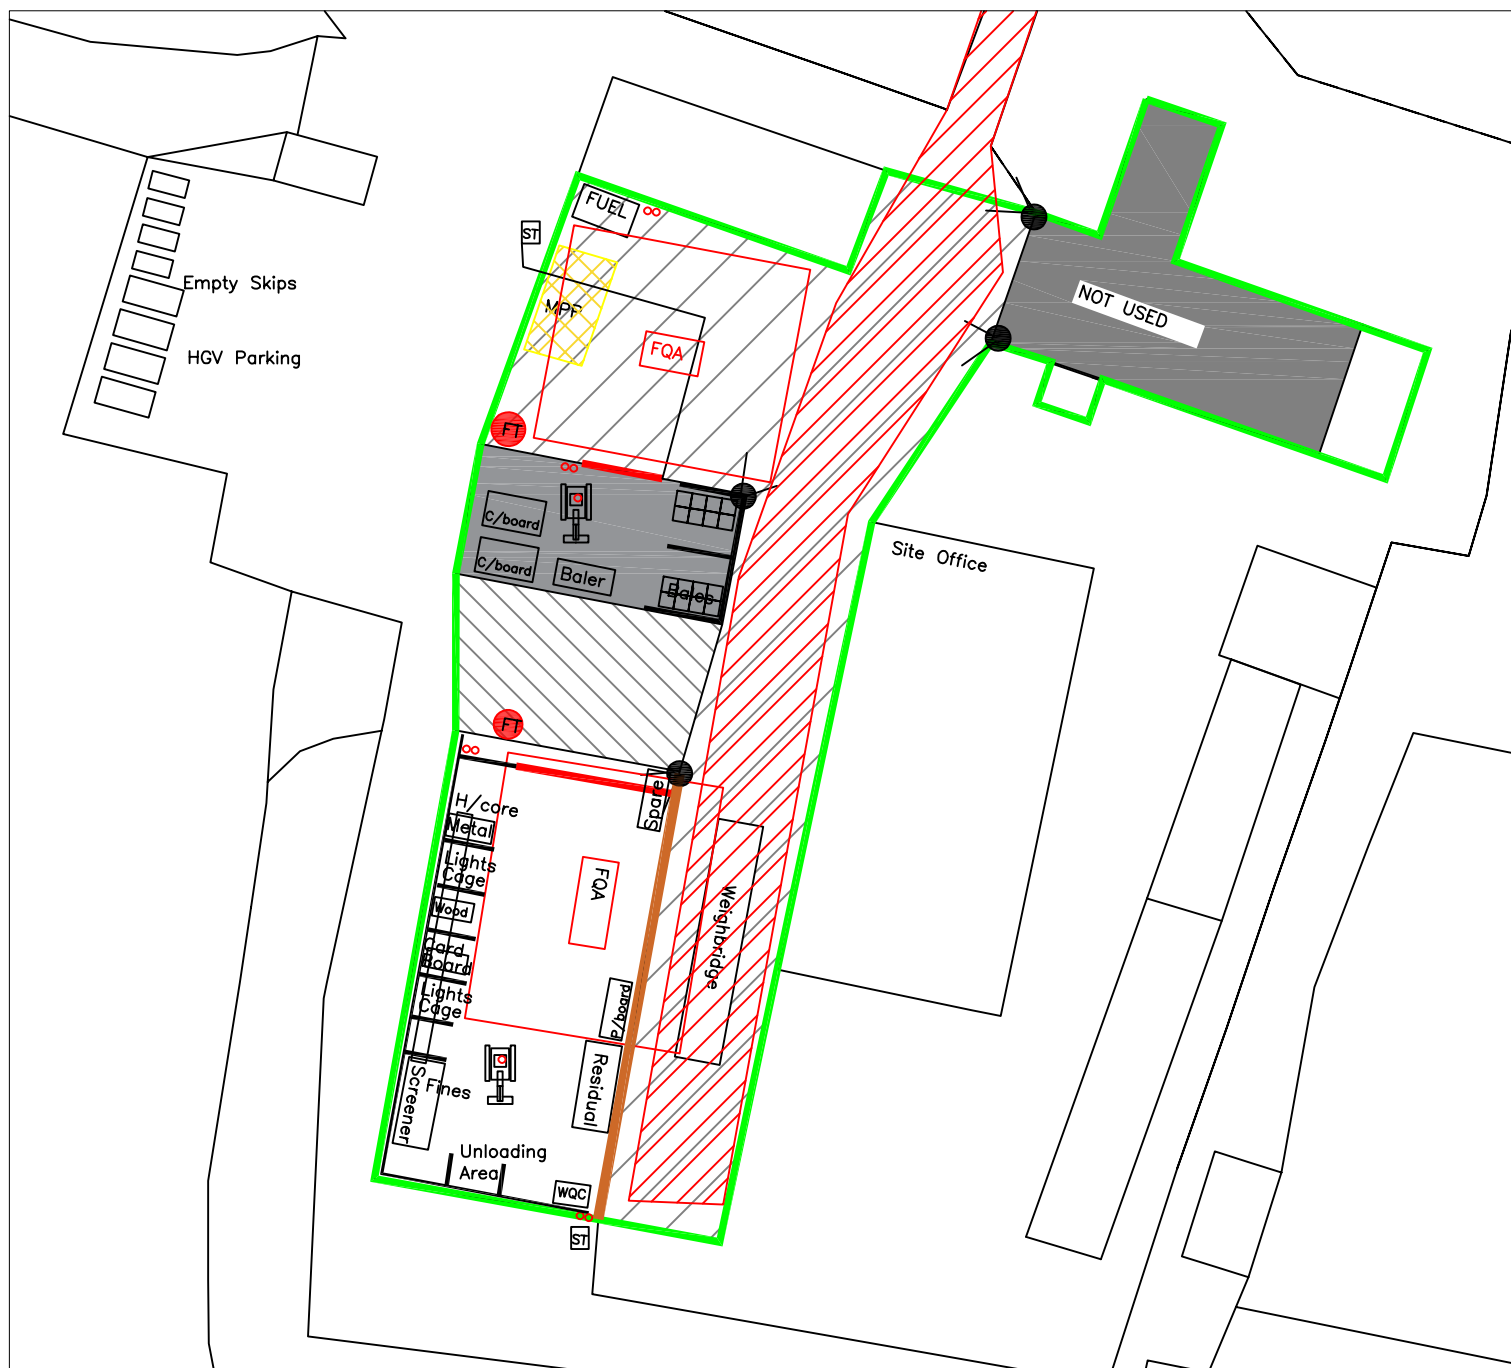 FUEL
ST
Empty Skips
NOT USED
MPF
FQA
HGV Parking
FT
C/board
Site Office
C/board
Baler
Bales
FT
Spare
H/core
Metal
Lights
Cage
FQA
Wood
Weighbridge
Card
Board
Lights
Cage
P/board
Residual
Fines
Screener
Unloading
Area
WQC
ST